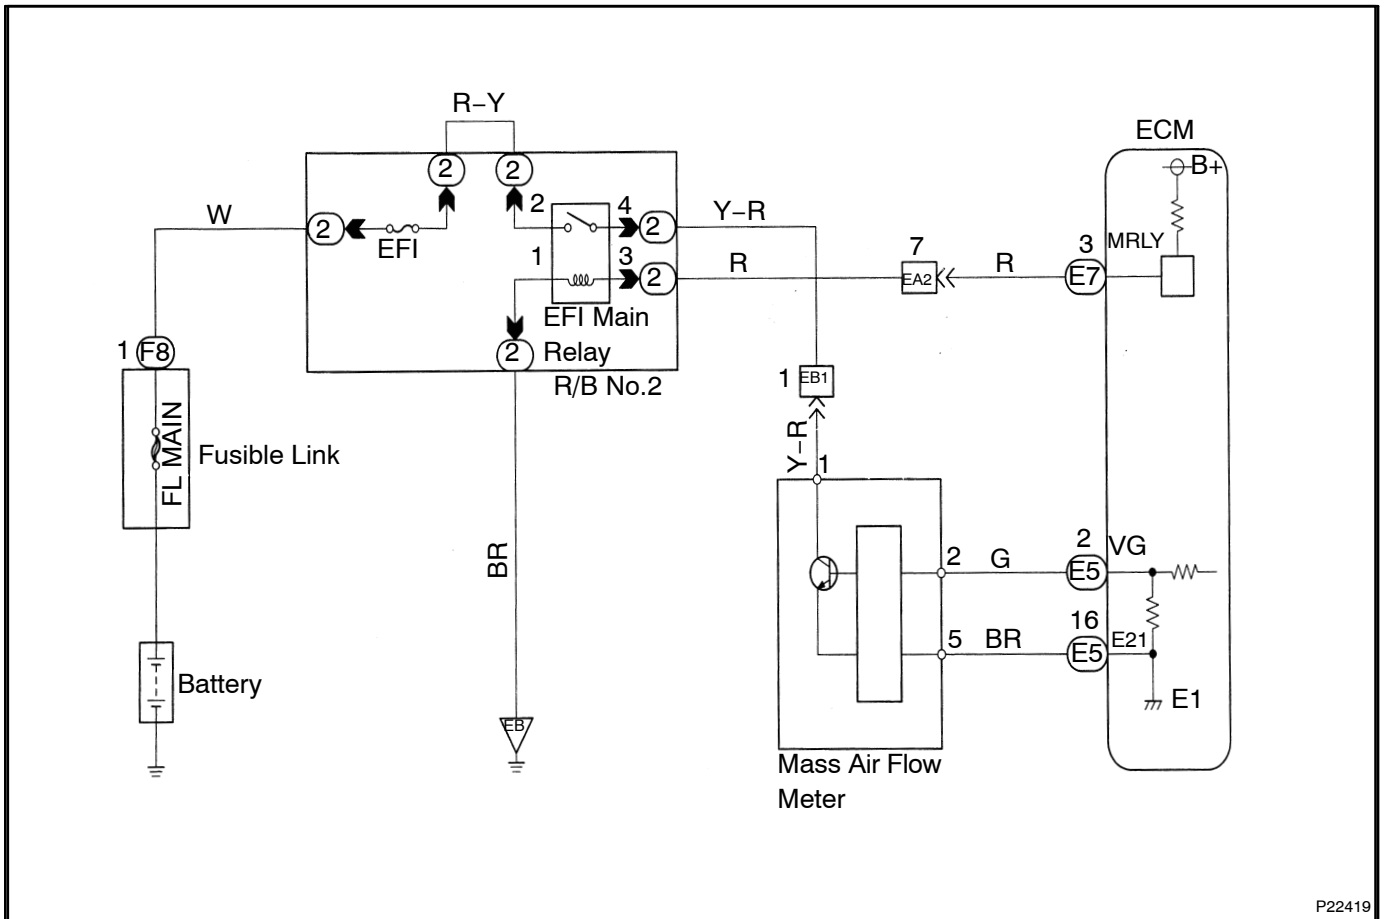 R–Y
ECM
B+
2 2
W
2
EFI
2 4 2
Y–R
1 3 2
R
7
EA2
R
3
E7
MRLY
EFI Main
2 Relay
R/B No.2
1 F8
FL MAIN
Fusible Link
1 EB1
Y–R
1
BR
2 G
2
E5
VG
5 BR
16
E5
E21
E1
Battery
EB
Mass Air Flow
Meter
P22419